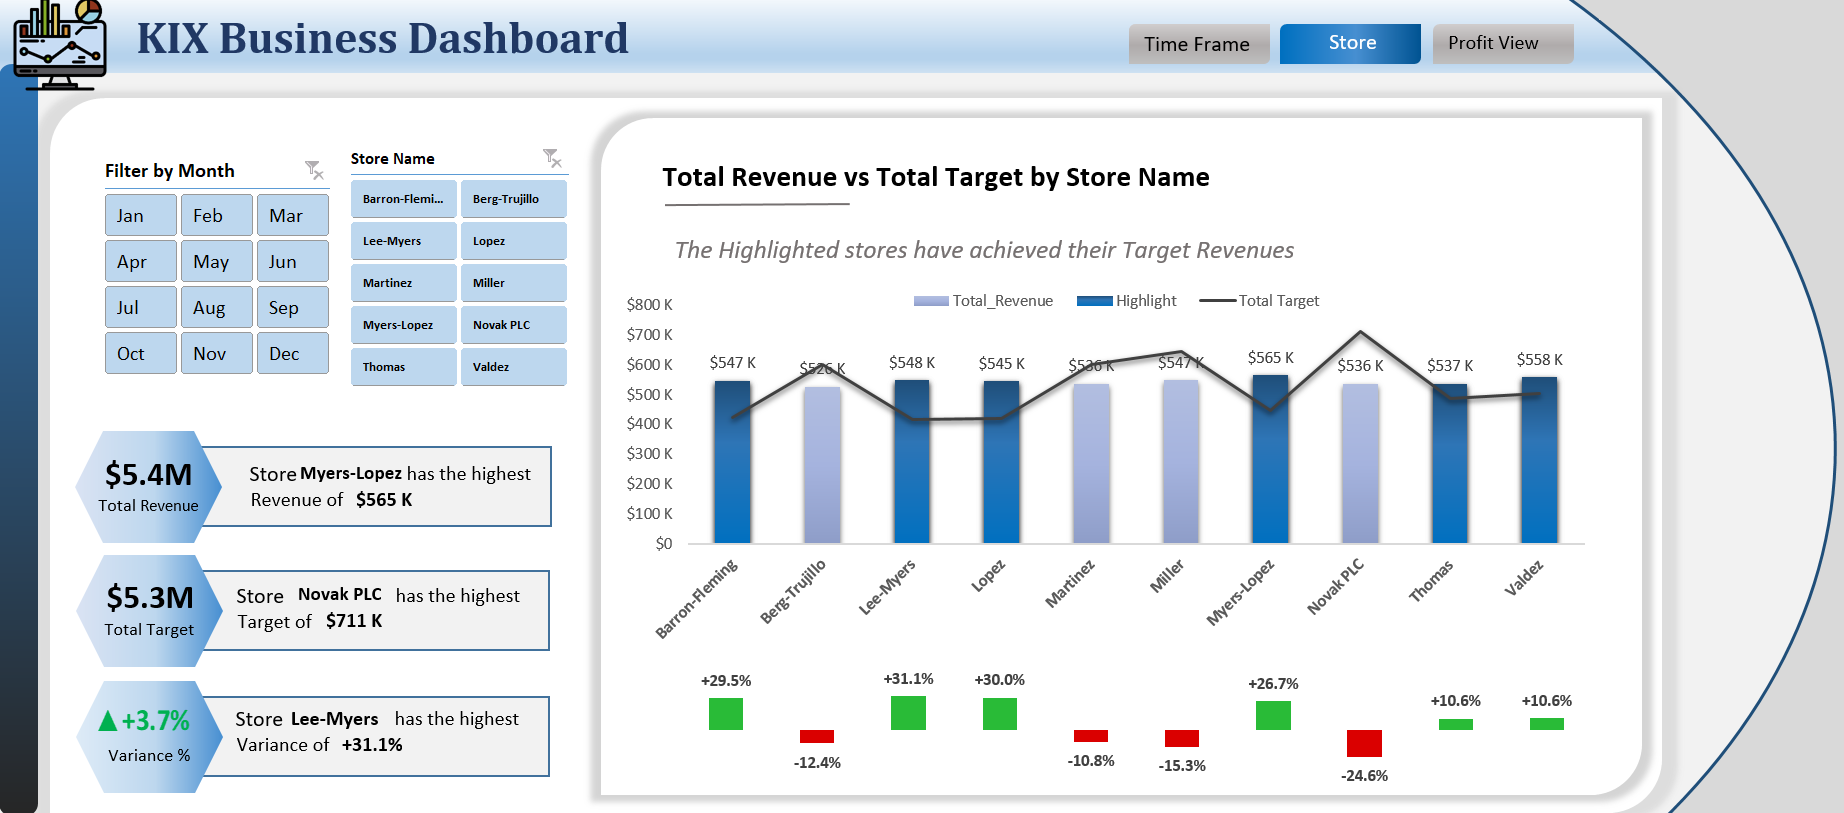 KIX Business Dashboard
Time Frame
Store
Profit View
Filter by Month
Jan Feb Mar
Apr May Jun
Jul Aug Sep
Oct Nov Dec
Store Name
Barron-Flemi... Berg-Trujillo
Lee-Myers Lopez
Martinez Miller
Myers-Lopez Novak PLC
Thomas Valdez
$5.4M
Total Revenue
Store Myers-Lopez has the highest
Revenue of $565 K
$5.3M
Total Target
Store Novak PLC has the highest
Target of $711 K
▲+3.7%
Variance %
Store Lee-Myers has the highest
Variance of +31.1%
Total Revenue vs Total Target by Store Name
The Highlighted stores have achieved their Target Revenues
Total_Revenue Highlight Total Target
$800 K
$700 K
$600 K
$500 K
$400 K
$300 K
$200 K
$100 K
$0
$547 K $526 K $548 K $545 K $536 K $547 K $565 K $536 K $537 K $558 K
Barron-Fleming
Berg-Trujillo
Lee-Myers
Lopez
Martinez
Miller
Myers-Lopez
Novak PLC
Thomas
Valdez
+29.5% -12.4% +31.1% +30.0% -10.8% -15.3% +26.7% -24.6% +10.6% +10.6%